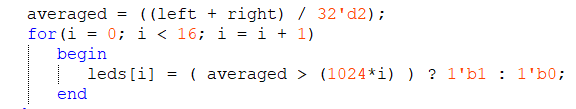 averaged = ((left + right) / 32'd2);
for(i = 0; i < 16; i = i + 1)
begin
leds[i] = ( averaged > (1024*i) ) ? 1'b1 : 1'b0;
end